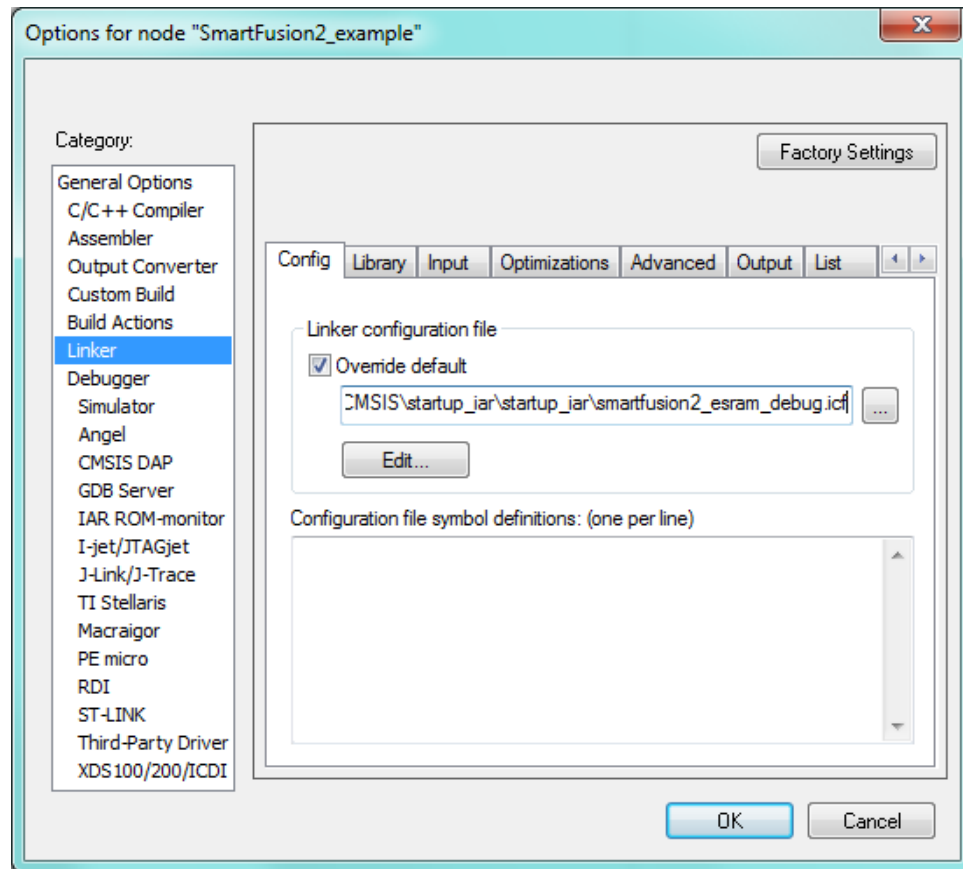 Options for node "SmartFusion2_example"
Category:
General Options
C/C++ Compiler
Assembler
Output Converter
Custom Build
Build Actions
Linker
Debugger
Simulator
Angel
CMSIS DAP
GDB Server
IAR ROM-monitor
I-jet/JTAGjet
J-Link/J-Trace
TI Stellaris
Macraigor
PE micro
RDI
ST-LINK
Third-Party Driver
XDS100/200/ICDI
Factory Settings
Config Library Input Optimizations Advanced Output List
Linker configuration file
Override default
CMSIS\startup_iar\startup_iar\smartfusion2_esram_debug.icf ...
Edit...
Configuration file symbol definitions: (one per line)
OK Cancel